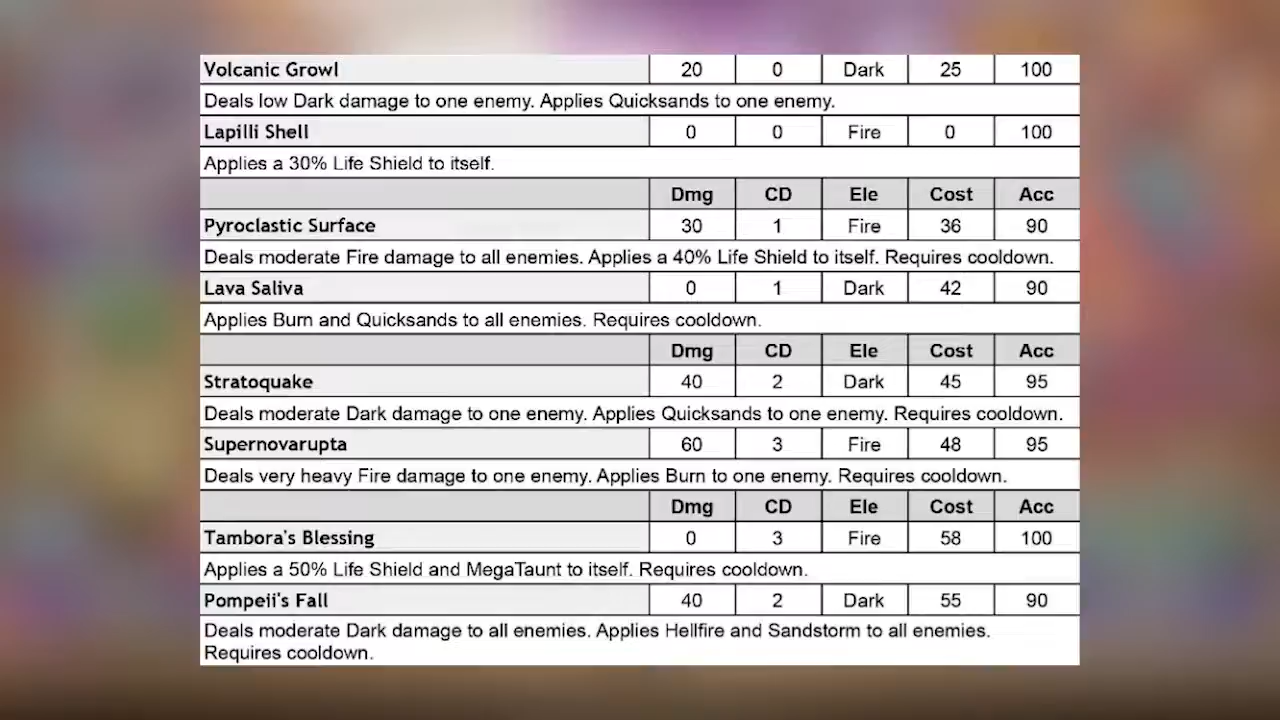 Volcanic Growl 20 0 Dark 25 100
Deals low Dark damage to one enemy. Applies Quicksands to one enemy.
Lapilli Shell 0 0 Fire 0 100
Applies a 30% Life Shield to itself.
Dmg CD Ele Cost Acc
Pyroclastic Surface 30 1 Fire 36 90
Deals moderate Fire damage to all enemies. Applies a 40% Life Shield to itself. Requires cooldown.
Lava Saliva 0 1 Dark 42 90
Applies Burn and Quicksands to all enemies. Requires cooldown.
Dmg CD Ele Cost Acc
Stratoquake 40 2 Dark 45 95
Deals moderate Dark damage to one enemy. Applies Quicksands to one enemy. Requires cooldown.
Supernovarupta 60 3 Fire 48 95
Deals very heavy Fire damage to one enemy. Applies Burn to one enemy. Requires cooldown.
Dmg CD Ele Cost Acc
Tambora's Blessing 0 3 Fire 58 100
Applies a 50% Life Shield and MegaTaunt to itself. Requires cooldown.
Pompeii's Fall 40 2 Dark 55 90
Deals moderate Dark damage to all enemies. Applies Hellfire and Sandstorm to all enemies.
Requires cooldown.